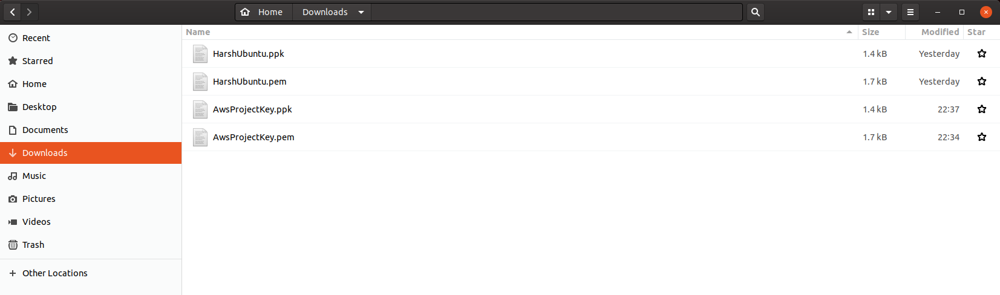 Home Downloads
Recent
Starred
Home
Desktop
Documents
Downloads
Music
Pictures
Videos
Trash
Other Locations
Name Size Modified Star
HarshUbuntu.ppk 1.4 kB Yesterday
HarshUbuntu.pem 1.7 kB Yesterday
AwsProjectKey.ppk 1.4 kB 22:37
AwsProjectKey.pem 1.7 kB 22:34